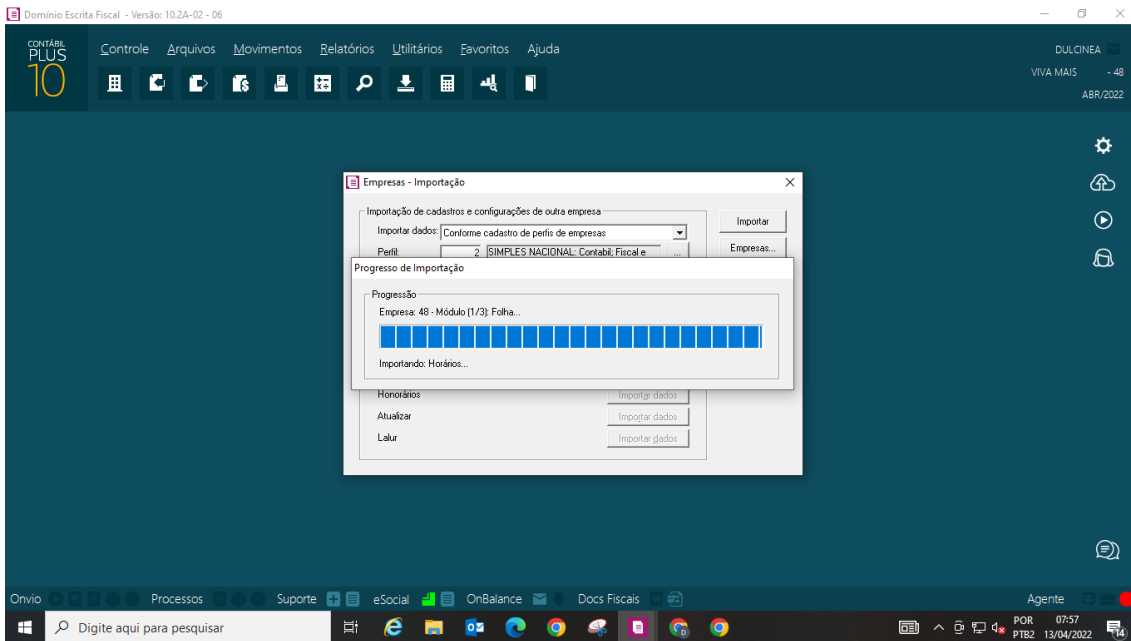 Domínio Escrita Fiscal - Versão: 10.2A-02 - 06
CONTÁBIL
PLUS
10
Controle Arquivos Movimentos Relatórios Utilitários Favoritos Ajuda
DULCINEA
VIVA MAIS - 48
ABR/2022
Empresas - Importação
Importação de cadastros e configurações de outra empresa
Importar dados: Conforme cadastro de perfis de empresas
Importar
Perfil: 2 SIMPLES NACIONAL: Contabil; Fiscal e ...
Empresas...
Progresso de Importação
Progressão
Empresa: 48 - Módulo (1/3): Folha...
Importando: Horários...
Honorários Importar dados
Atualizar Importar dados
Lalur Importar dados
Onvio Processos Suporte eSocial OnBalance Docs Fiscais Agente
Digite aqui para pesquisar
POR 07:57
PTB2 13/04/2022
14